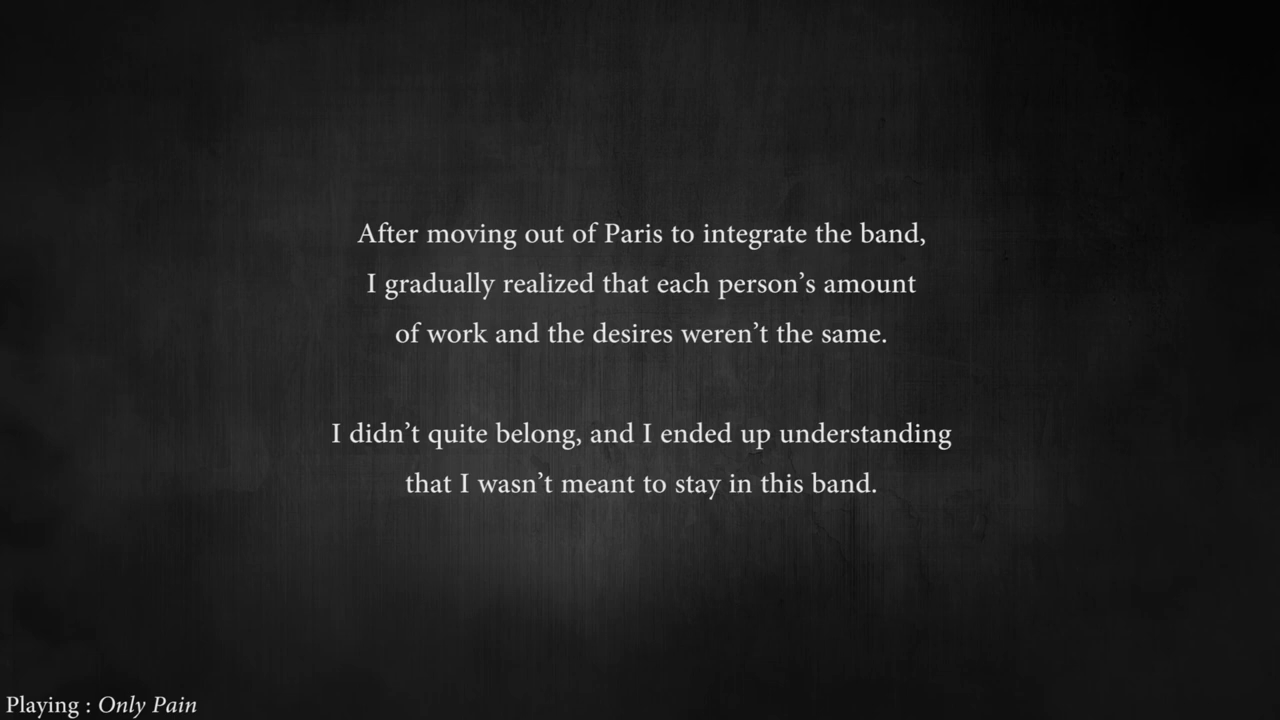 After moving out of Paris to integrate the band,
I gradually realized that each person’s amount
of work and the desires weren’t the same.
I didn’t quite belong, and I ended up understanding
that I wasn’t meant to stay in this band.
Playing : Only Pain